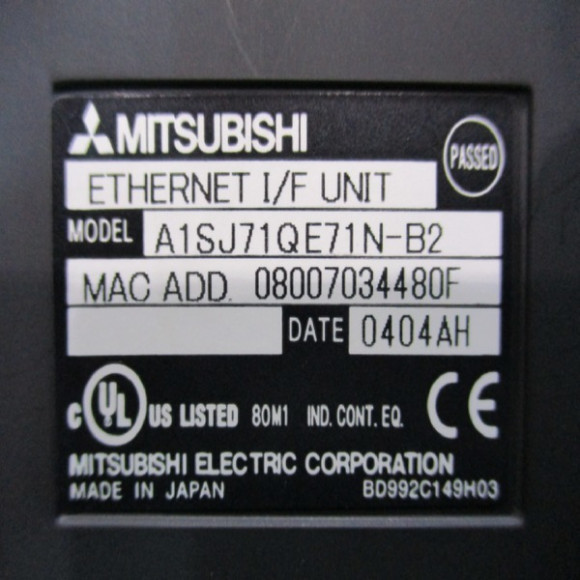 MITSUBISHI
PASSED
ETHERNET I/F UNIT
MODEL A1SJ71QE71N-B2
MAC ADD. 08007034480F
DATE 0404AH
C UL US LISTED 80M1 IND. CONT. EQ. CE
MITSUBISHI ELECTRIC CORPORATION
MADE IN JAPAN BD992C149H03